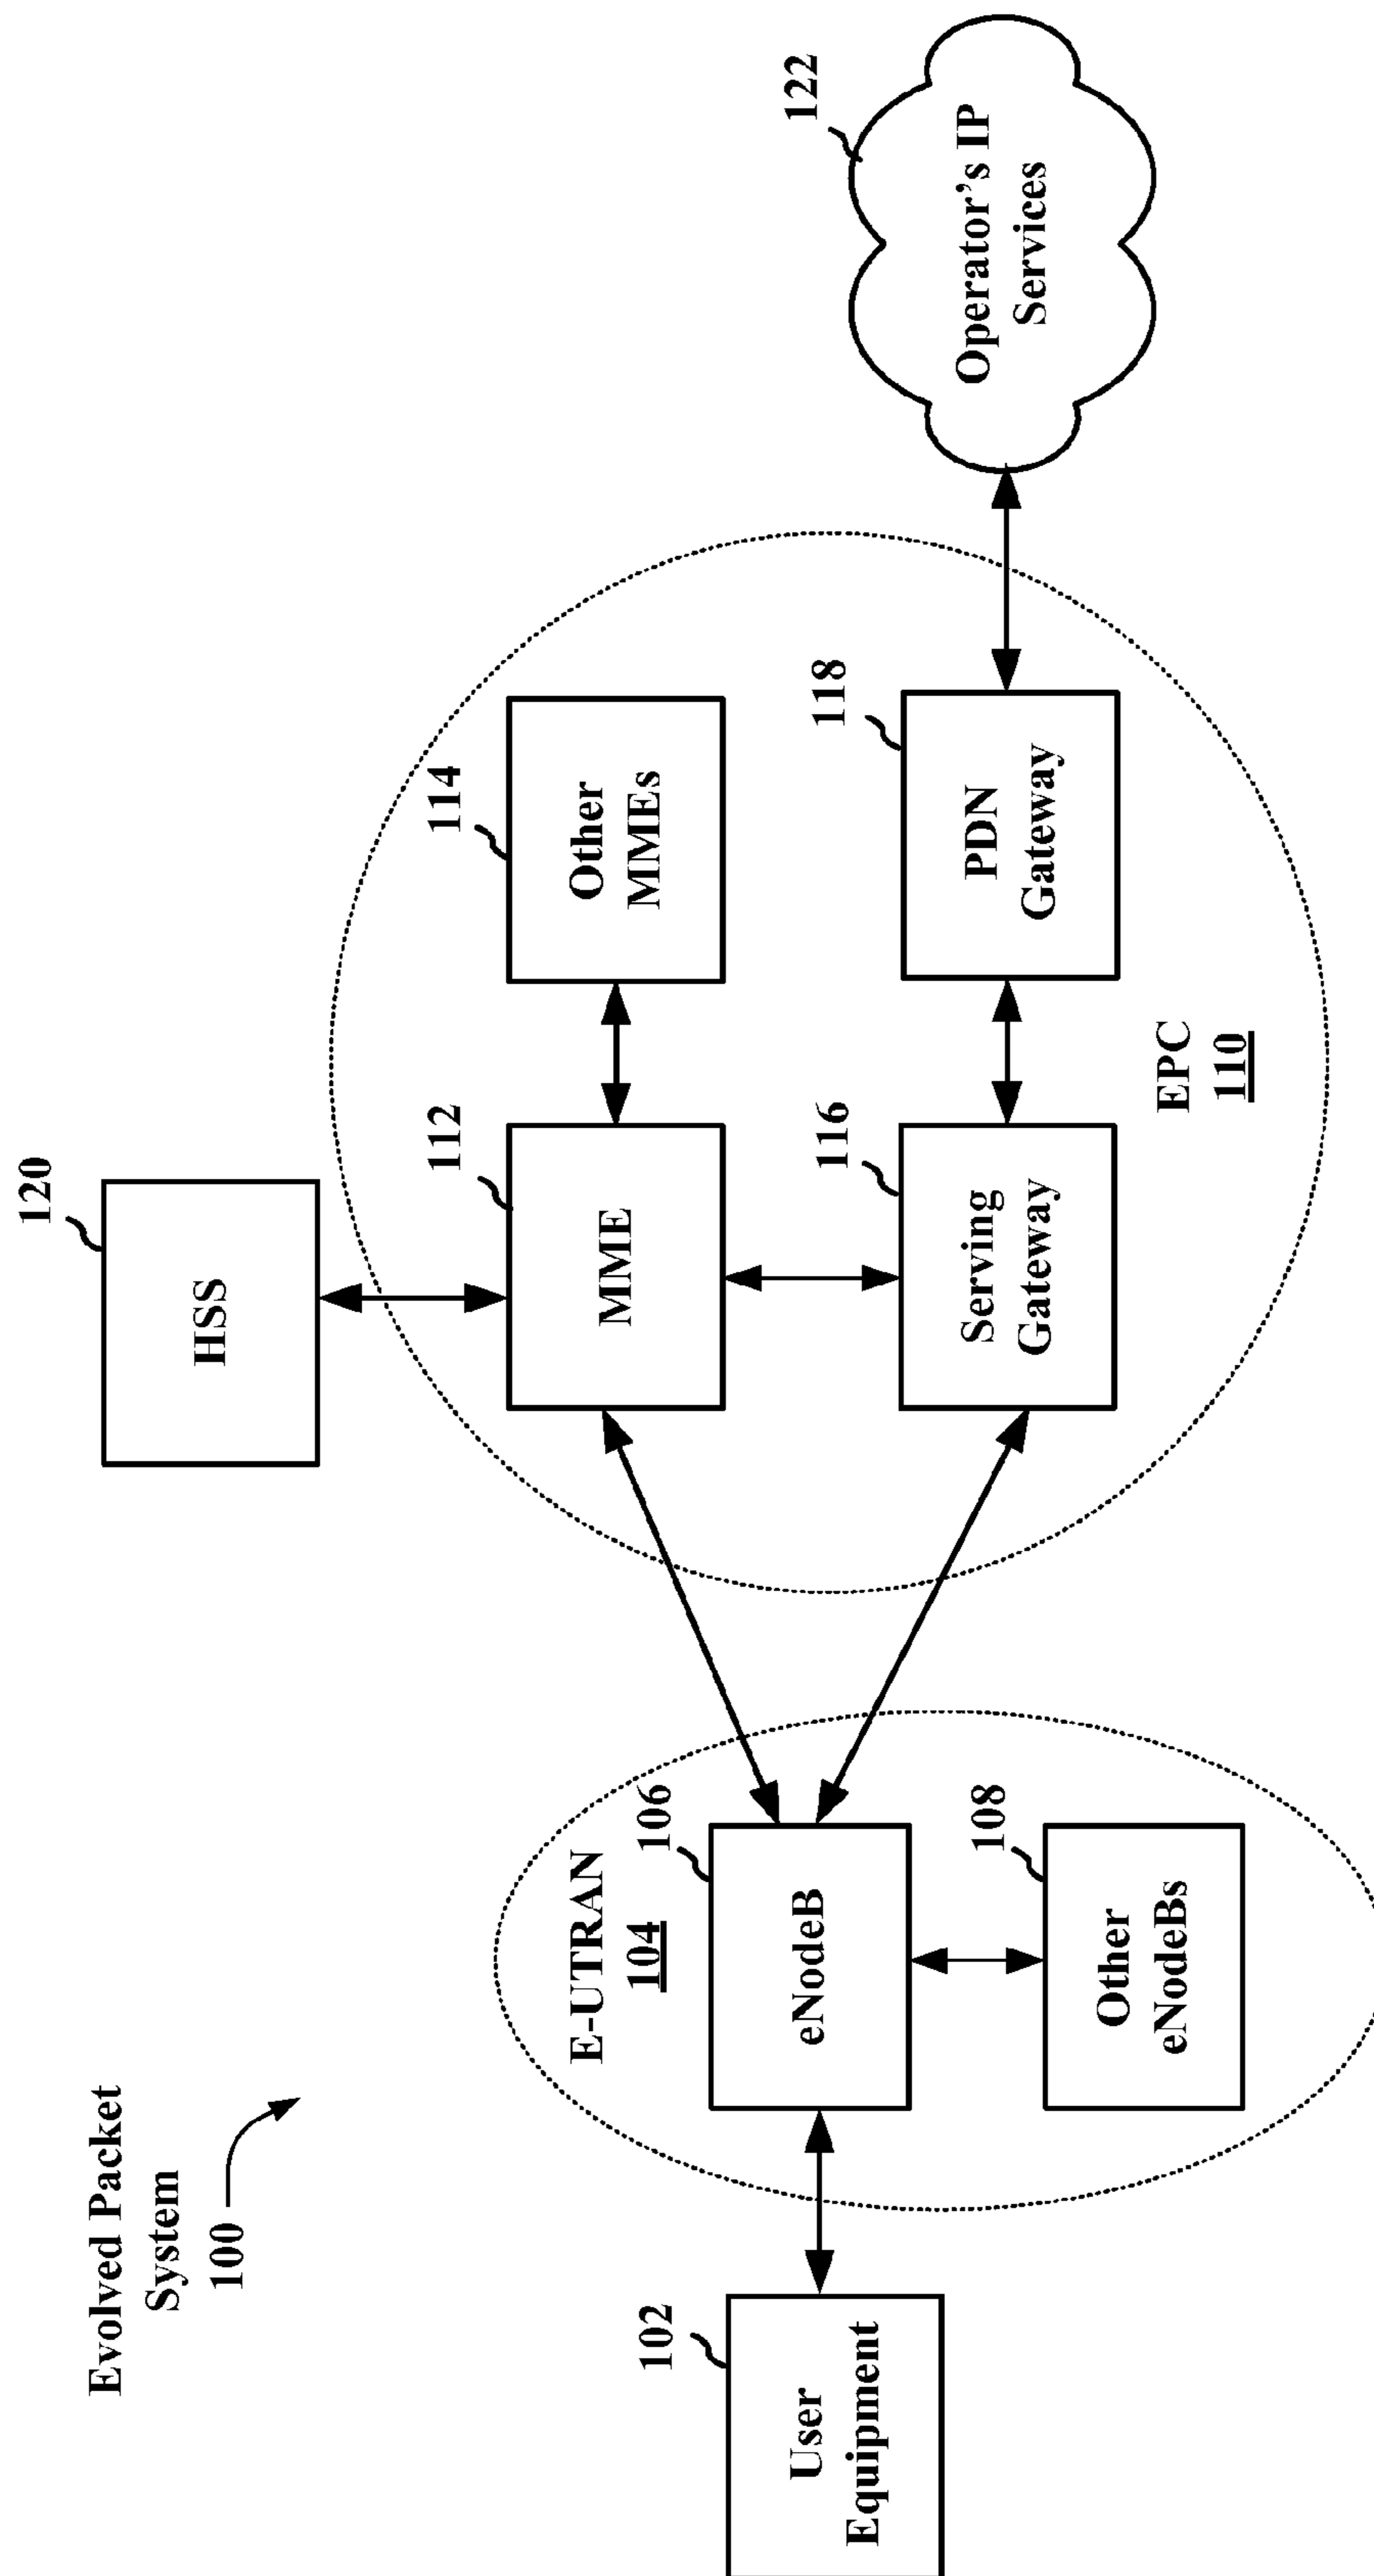 Evolved Packet
System
100
120
HSS
102
User
Equipment
E-UTRAN
104
106
eNodeB
108
Other
eNodeBs
112
MME
114
Other
MMEs
116
Serving
Gateway
118
PDN
Gateway
EPC
110
122
Operator's IP
Services